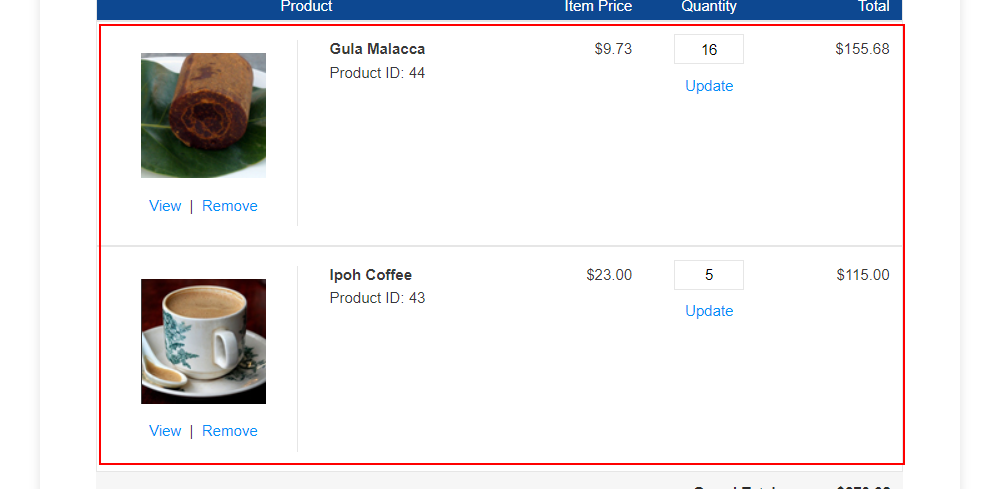 Product Item Price Quantity Total
Gula Malacca $9.73 16 $155.68
Product ID: 44
Update
View | Remove
Ipoh Coffee $23.00 5 $115.00
Product ID: 43
Update
View | Remove